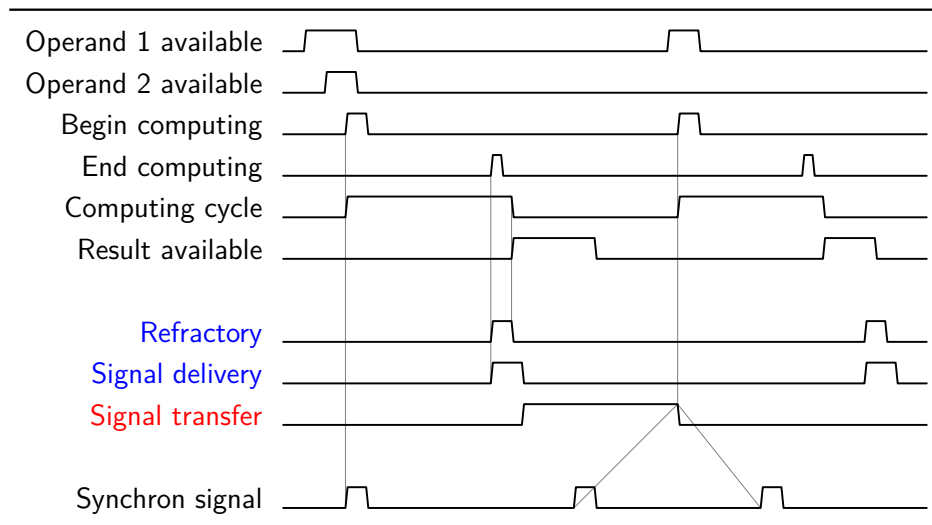 Operand 1 available
Operand 2 available
Begin computing
End computing
Computing cycle
Result available
Refractory
Signal delivery
Signal transfer
Synchron signal